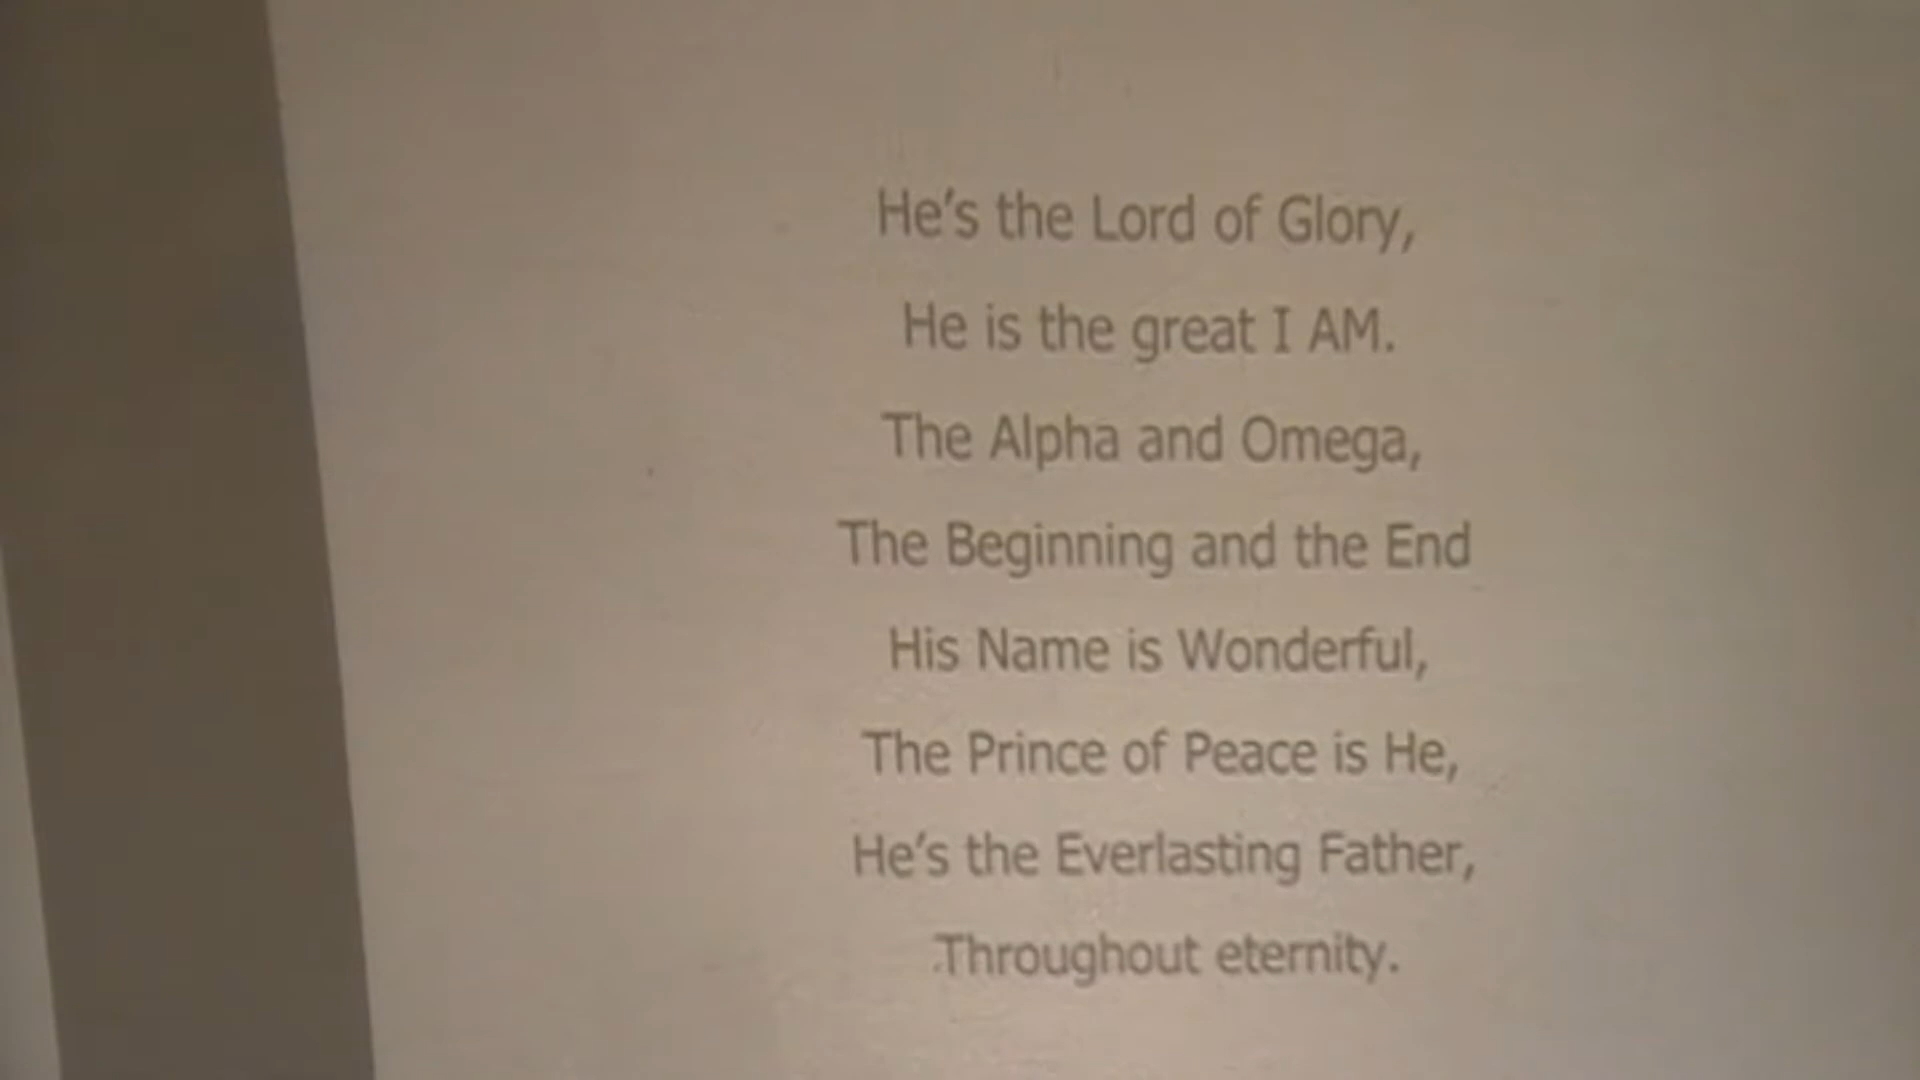 He's the Lord of Glory,
He is the great I AM.
The Alpha and Omega,
The Beginning and the End
His Name is Wonderful,
The Prince of Peace is He,
He's the Everlasting Father,
Throughout eternity.